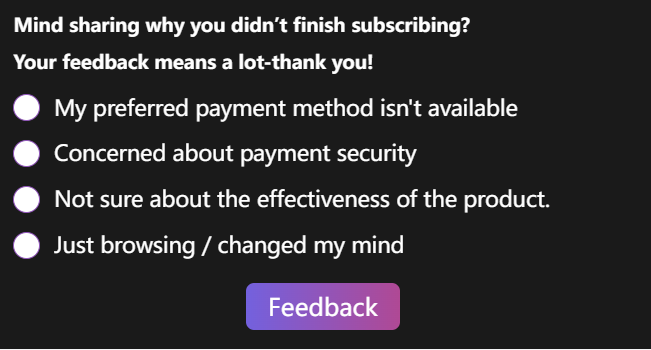 Mind sharing why you didn’t finish subscribing?
Your feedback means a lot-thank you!
My preferred payment method isn't available
Concerned about payment security
Not sure about the effectiveness of the product.
Just browsing / changed my mind
Feedback